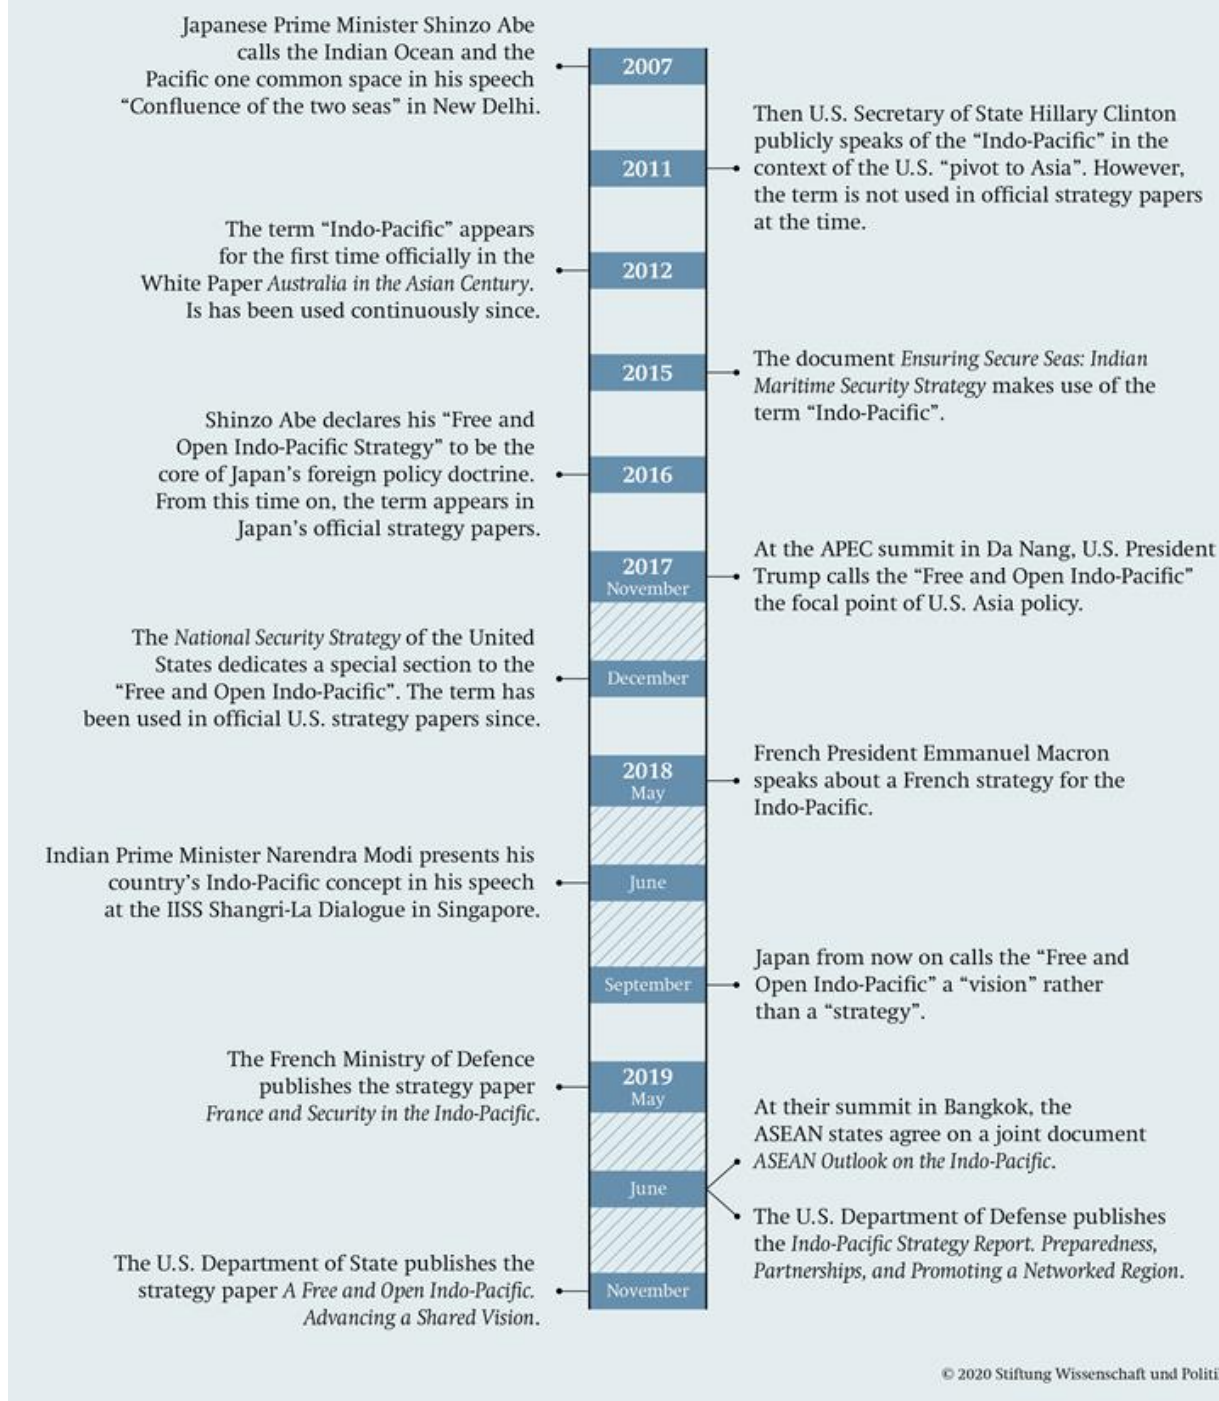 Japanese Prime Minister Shinzo Abe
calls the Indian Ocean and the
Pacific one common space in his speech
“Confluence of the two seas” in New Delhi.
2007
Then U.S. Secretary of State Hillary Clinton
publicly speaks of the “Indo-Pacific” in the
context of the U.S. “pivot to Asia”. However,
the term is not used in official strategy papers
at the time.
2011
The term “Indo-Pacific” appears
for the first time officially in the
White Paper Australia in the Asian Century.
Is has been used continuously since.
2012
The document Ensuring Secure Seas: Indian
Maritime Security Strategy makes use of the
term “Indo-Pacific”.
2015
Shinzo Abe declares his “Free and
Open Indo-Pacific Strategy” to be the
core of Japan’s foreign policy doctrine.
From this time on, the term appears in
Japan’s official strategy papers.
2016
At the APEC summit in Da Nang, U.S. President
Trump calls the “Free and Open Indo-Pacific”
the focal point of U.S. Asia policy.
2017
November
The National Security Strategy of the United
States dedicates a special section to the
“Free and Open Indo-Pacific”. The term has
been used in official U.S. strategy papers since.
December
French President Emmanuel Macron
speaks about a French strategy for the
Indo-Pacific.
2018
May
Indian Prime Minister Narendra Modi presents his
country’s Indo-Pacific concept in his speech
at the IISS Shangri-La Dialogue in Singapore.
June
Japan from now on calls the “Free and
Open Indo-Pacific” a “vision” rather
than a “strategy”.
September
The French Ministry of Defence
publishes the strategy paper
France and Security in the Indo-Pacific.
2019
May
At their summit in Bangkok, the
ASEAN states agree on a joint document
ASEAN Outlook on the Indo-Pacific.
June
The U.S. Department of Defense publishes
the Indo-Pacific Strategy Report. Preparedness,
Partnerships, and Promoting a Networked Region.
The U.S. Department of State publishes the
strategy paper A Free and Open Indo-Pacific.
Advancing a Shared Vision.
November
© 2020 Stiftung Wissenschaft und Politi